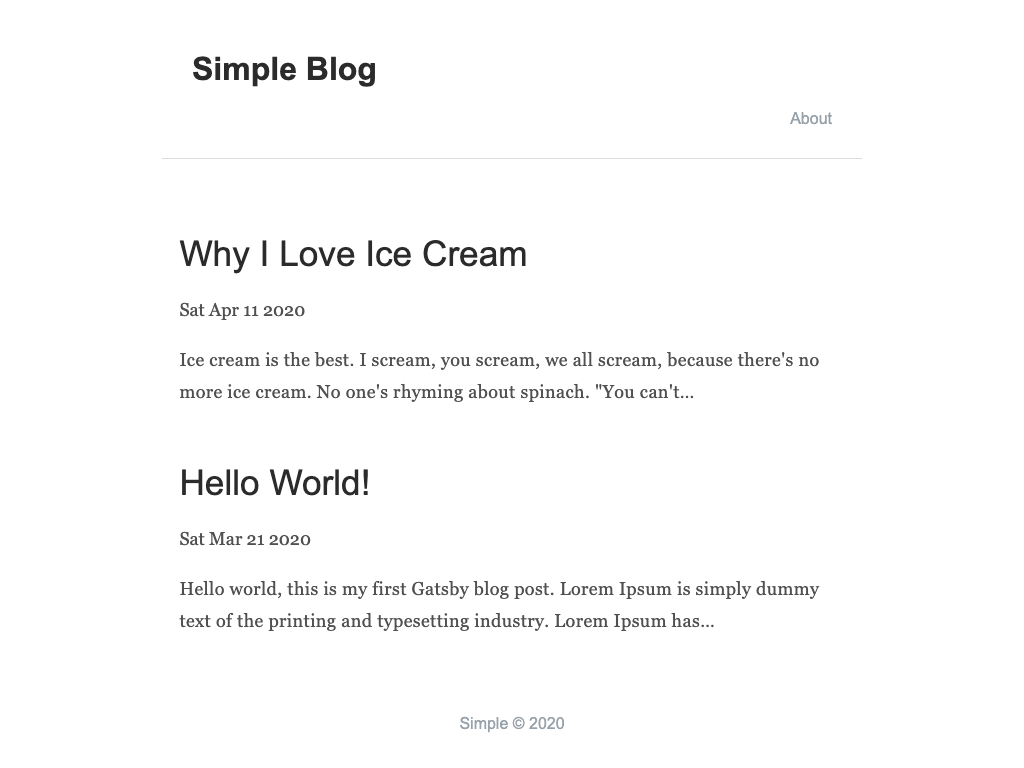 Simple Blog
About
Why I Love Ice Cream
Sat Apr 11 2020
Ice cream is the best. I scream, you scream, we all scream, because there's no
more ice cream. No one's rhyming about spinach. "You can't...
Hello World!
Sat Mar 21 2020
Hello world, this is my first Gatsby blog post. Lorem Ipsum is simply dummy
text of the printing and typesetting industry. Lorem Ipsum has...
Simple © 2020